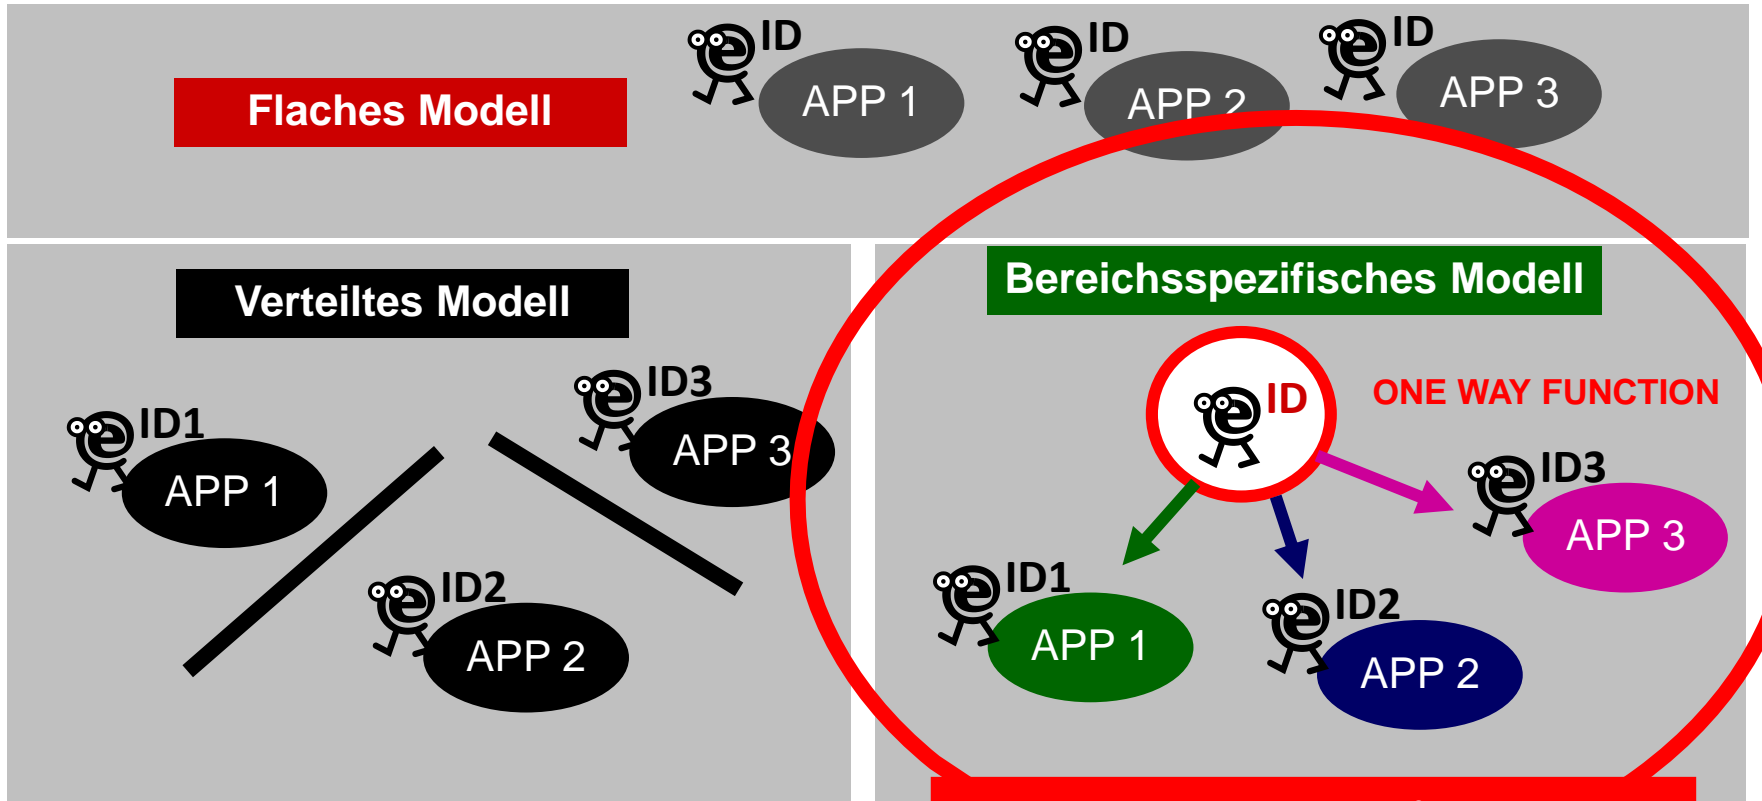 ID
APP 1
ID
APP 2
ID
APP 3
Flaches Modell
Verteiltes Modell
ID1
APP 1
ID3
APP 3
ID2
APP 2
Bereichsspezifisches Modell
ID
ONE WAY FUNCTION
ID3
APP 3
ID1
APP 1
ID2
APP 2